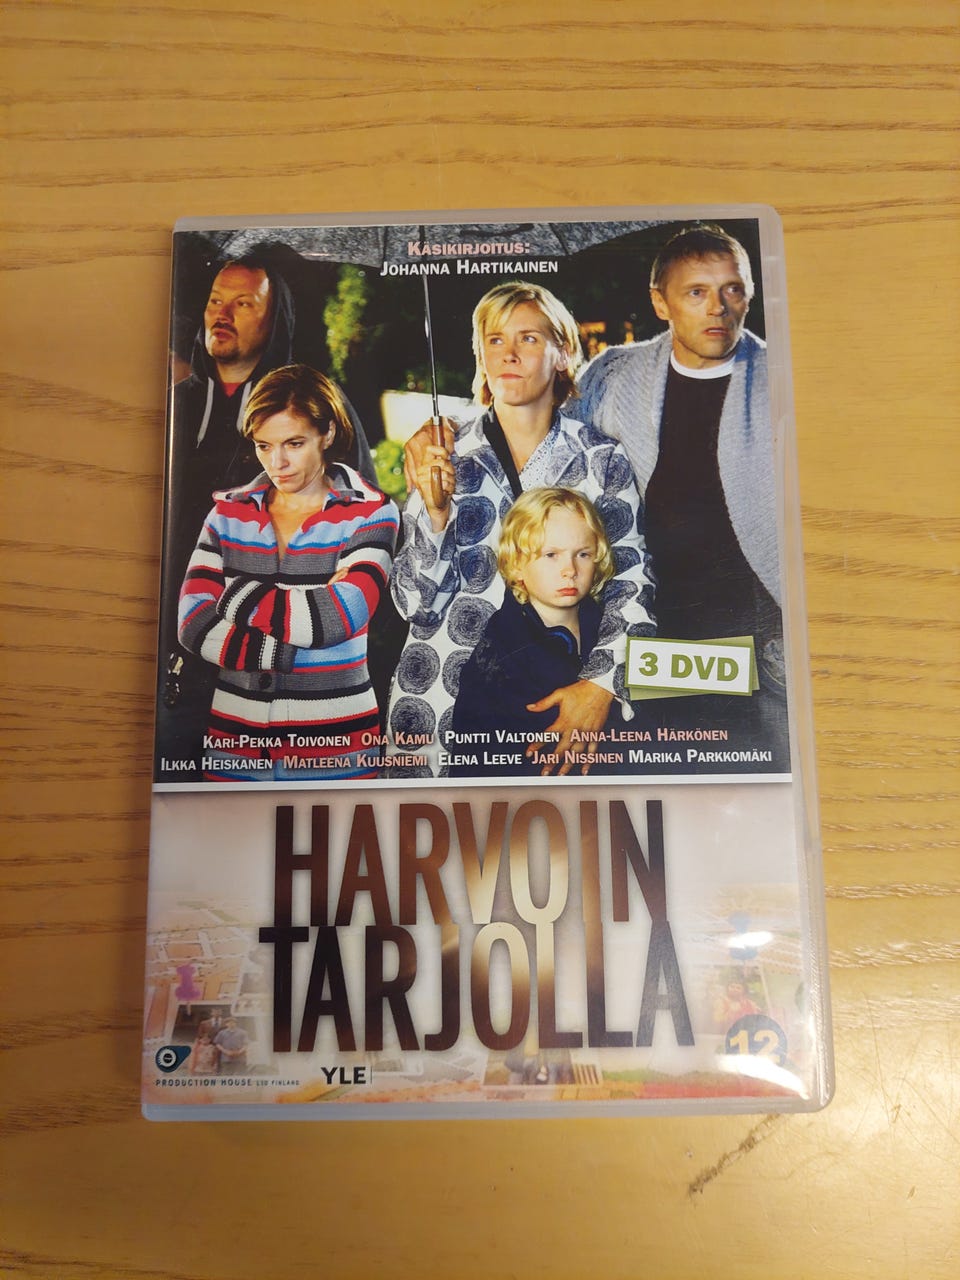 KÄSIKIRJOITUS:
JOHANNA HARTIKAINEN
3 DVD
KARI-PEKKA TOIVONEN ONA KAMU PUNTTI VALTONEN ANNA-LEENA HÄRKÖNEN
ILKKA HEISKANEN MATLEENA KUUSNIEMI ELENA LEEVE JARI NISSINEN MARIKA PARKKOMÄKI
HARVOIN
TARJOLLA
12
PRODUCTION HOUSE LTD FINLAND
YLE